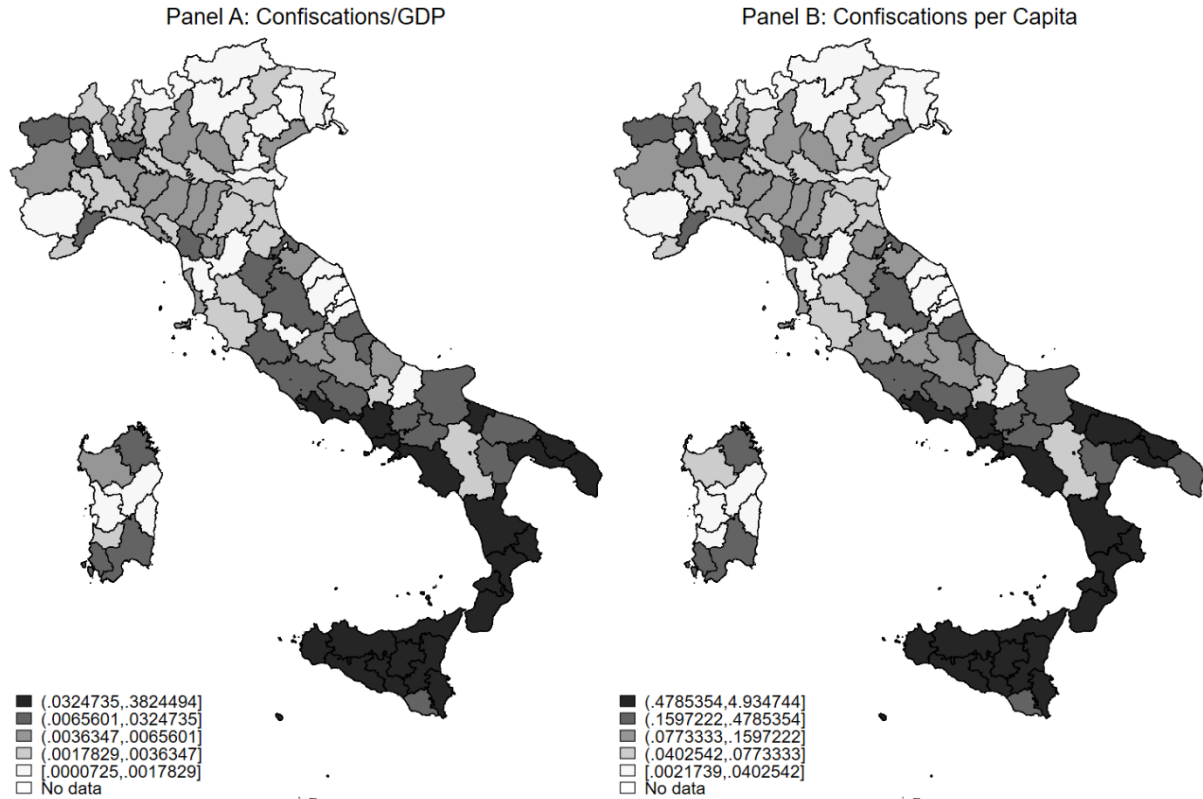 Panel A: Confiscations/GDP
Panel B: Confiscations per Capita
(.0324735,.3824494]
(.0065601,.0324735]
(.0036347,.0065601]
(.0017829,.0036347]
[.0000725,.0017829]
No data
(.4785354,4.934744]
(.1597222,.4785354]
(.0773333,.1597222]
(.0402542,.0773333]
[.0021739,.0402542]
No data